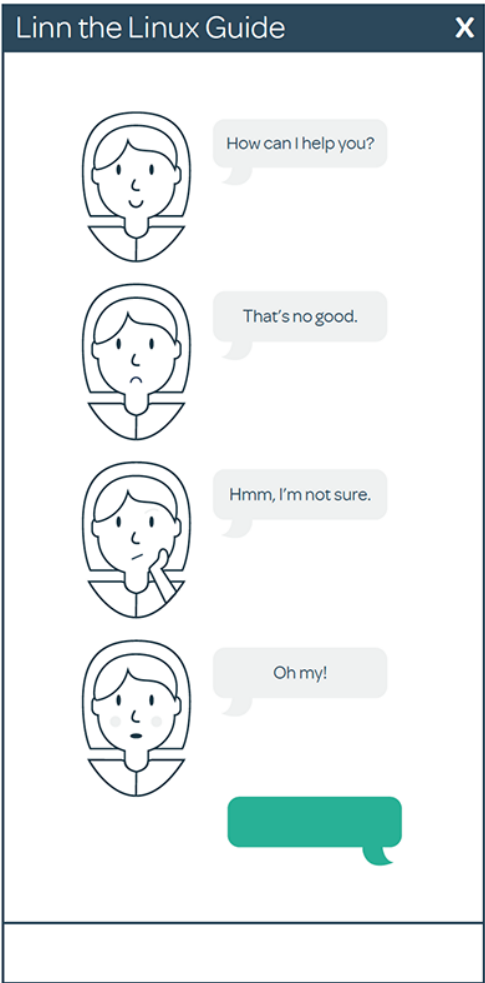 Linn the Linux Guide X
How can I help you?
That's no good.
Hmm, I'm not sure.
Oh my!